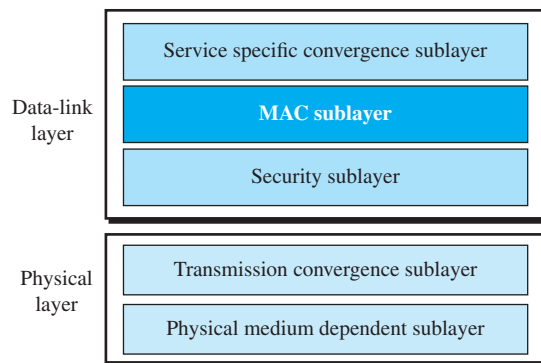 Service specific convergence sublayer
Data-link
layer
MAC sublayer
Security sublayer
Physical
layer
Transmission convergence sublayer
Physical medium dependent sublayer